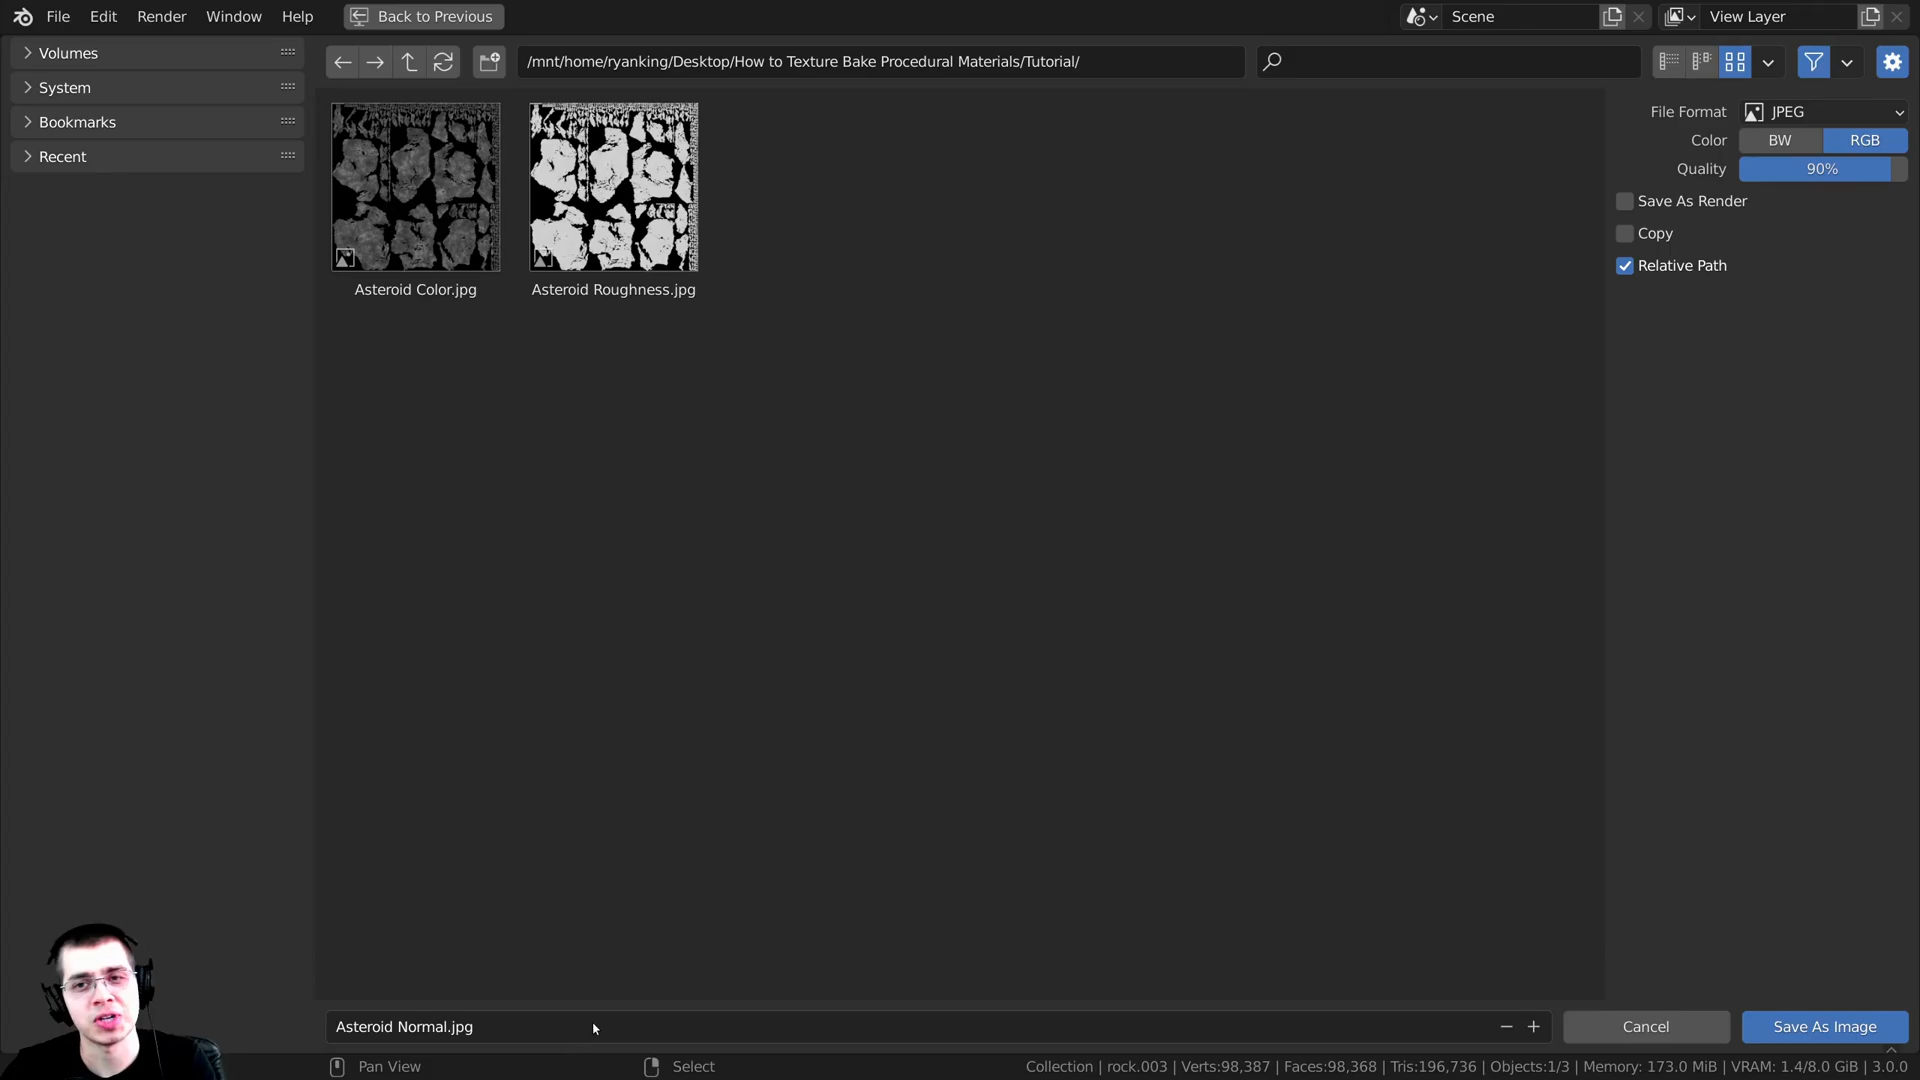 File Edit Render Window Help Back to Previous Scene View Layer
Volumes
System
Bookmarks
Recent
/mnt/home/ryanking/Desktop/How to Texture Bake Procedural Materials/Tutorial/
Asteroid Color.jpg
Asteroid Roughness.jpg
File Format JPEG
Color BW RGB
Quality 90%
Save As Render
Copy
Relative Path
Asteroid Normal.jpg
Cancel Save As Image
Pan View Select Collection | rock.003 | Verts:98,387 | Faces:98,368 | Tris:196,736 | Objects:1/3 | Memory: 173.0 MiB | VRAM: 1.4/8.0 GiB | 3.0.0